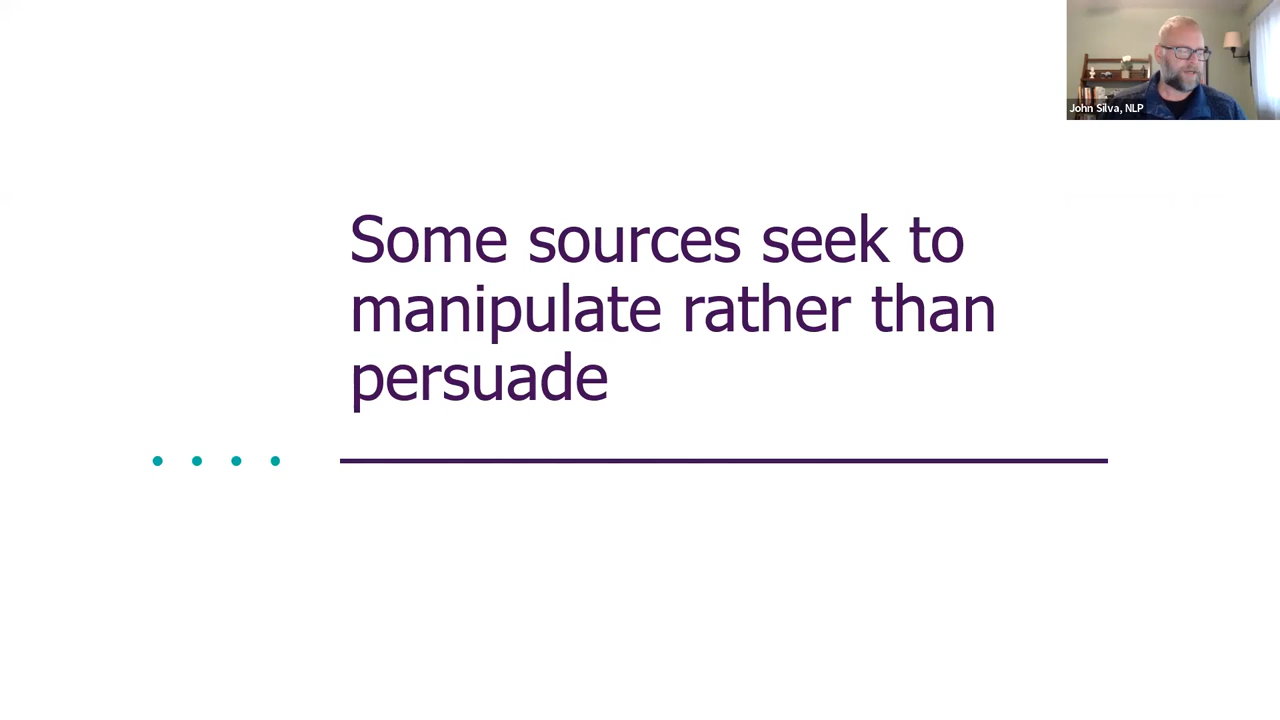 John Silva, NLP
Some sources seek to
manipulate rather than
persuade